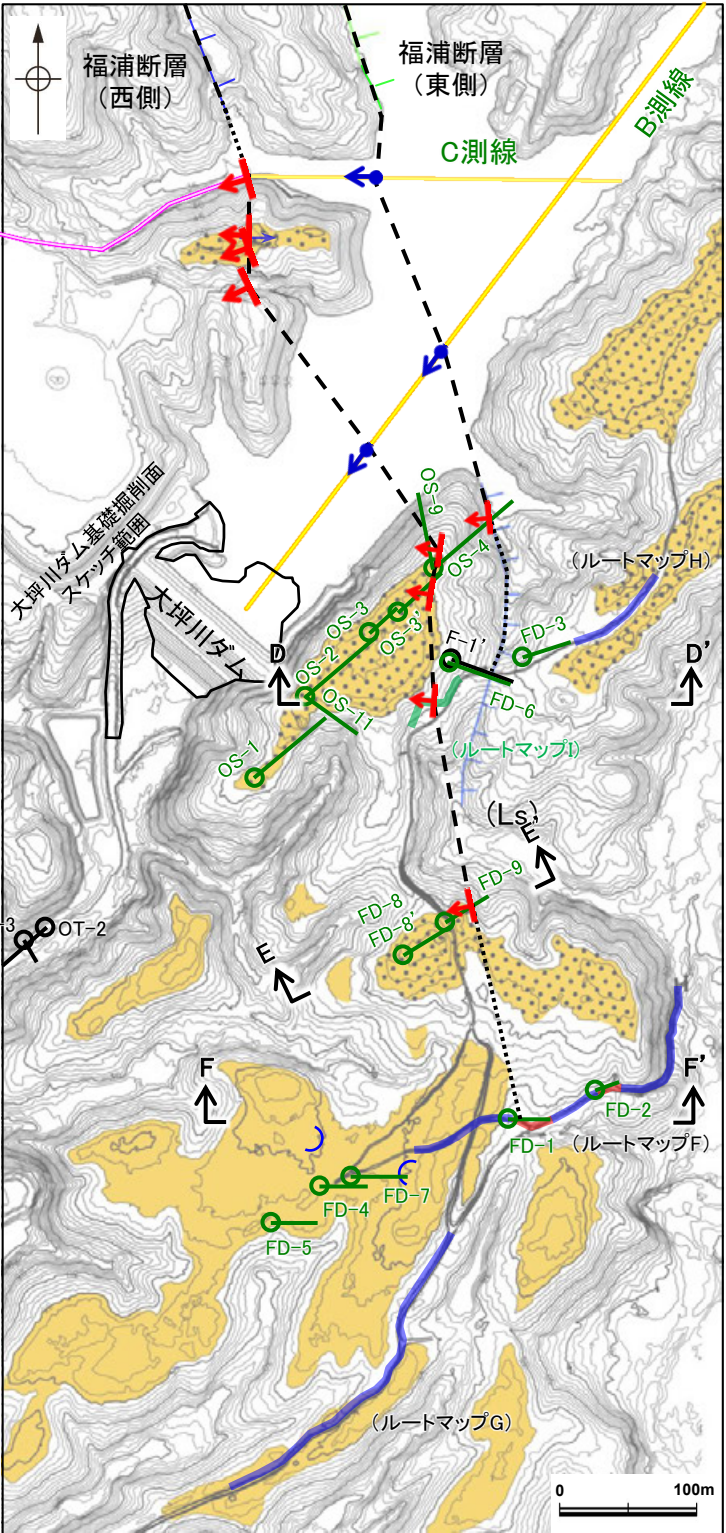 福浦断層
(西側)
福浦断層
(東側)
B測線
C測線
大坪川ダム基礎掘削面
スケッチ範囲
大坪川ダム
OS-9
OS-4
(ルートマップH)
OS-3
OS-3'
OS-2
F-1'
FD-3
D
D'
OS-11
FD-6
OS-1
(ルートマップI)
(Ls)
E'
FD-9
FD-8
FD-8'
-3
OT-2
E
F
F'
FD-2
FD-1
(ルートマップF)
FD-7
FD-4
FD-5
(ルートマップG)
0
100m